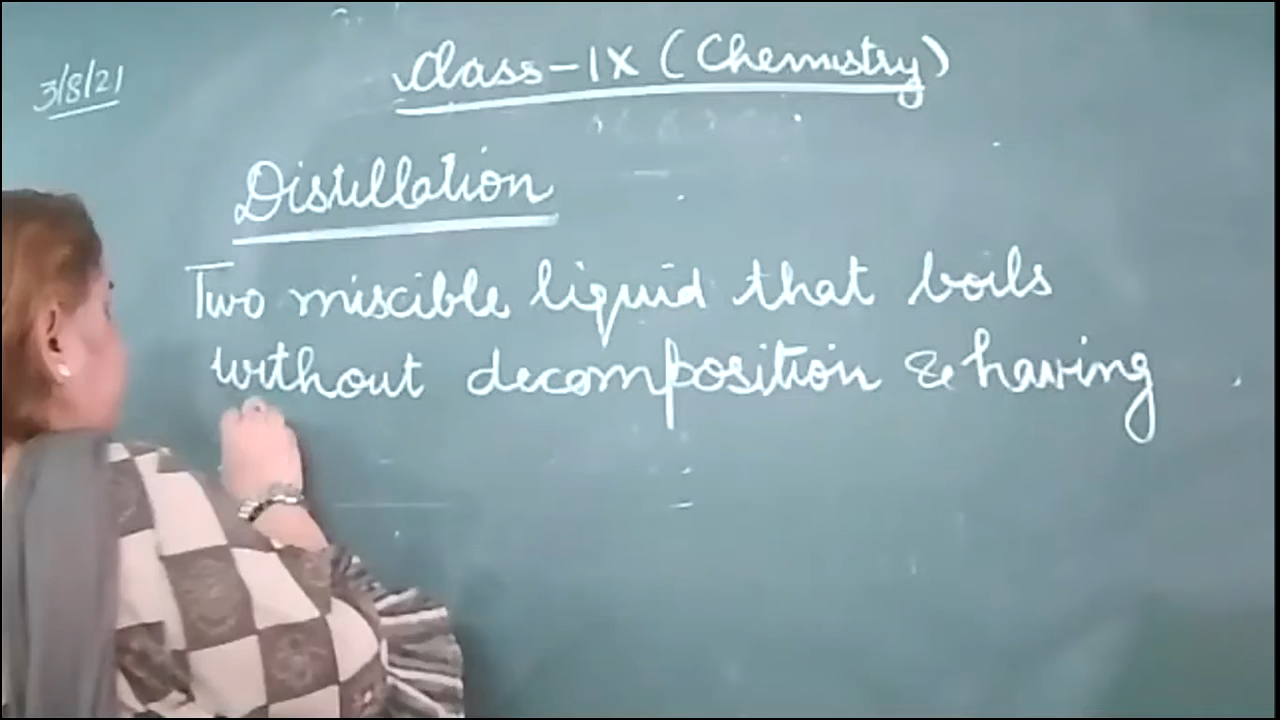 3/8/21
Class-IX (Chemistry)
Distillation
Two miscible liquid that boils
without decomposition & having